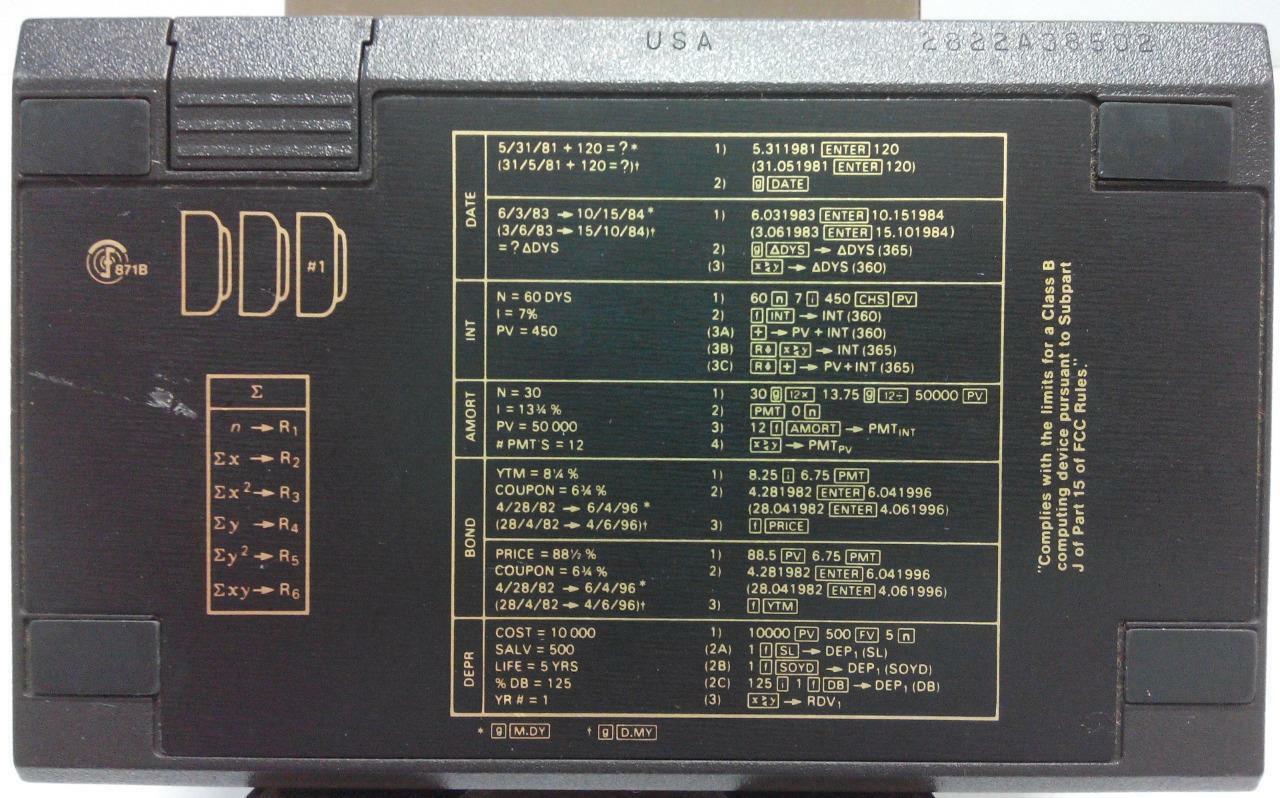 USA 2822A38502
DATE
5/31/81 + 120 = ? * 1) 5.311981 ENTER 120
(31/5/81 + 120 = ?)† (31.051981 ENTER 120)
2) g DATE
6/3/83 → 10/15/84 * 1) 6.031983 ENTER 10.151984
(3/6/83 → 15/10/84)† (3.061983 ENTER 15.101984)
= ? ΔDYS 2) g ΔDYS → ΔDYS (365)
(3) x≷y → ΔDYS (360)
INT
N = 60 DYS 1) 60 n 7 i 450 CHS PV
I = 7% 2) f INT → INT (360)
PV = 450 (3A) + → PV + INT (360)
(3B) R↓ x≷y → INT (365)
(3C) R↓ + → PV+INT (365)
AMORT
N = 30 1) 30 g 12× 13.75 g 12÷ 50000 PV
I = 13¾ % 2) PMT 0 n
PV = 50 000 3) 12 f AMORT → PMT INT
# PMT'S = 12 4) x≷y → PMT PV
BOND
YTM = 8¼ % 1) 8.25 i 6.75 PMT
COUPON = 6¾ % 2) 4.281982 ENTER 6.041996
4/28/82 → 6/4/96 * (28.041982 ENTER 4.061996)
(28/4/82 → 4/6/96)† 3) f PRICE
PRICE = 88½ % 1) 88.5 PV 6.75 PMT
COUPON = 6¾ % 2) 4.281982 ENTER 6.041996
4/28/82 → 6/4/96 * (28.041982 ENTER 4.061996)
(28/4/82 → 4/6/96)† 3) f YTM
DEPR
COST = 10 000 1) 10000 PV 500 FV 5 n
SALV = 500 (2A) 1 f SL → DEP₁ (SL)
LIFE = 5 YRS (2B) 1 f SOYD → DEP₁ (SOYD)
% DB = 125 (2C) 125 i 1 f DB → DEP₁ (DB)
YR # = 1 (3) x≷y → RDV₁
* g M.DY † g D.MY
871B
#1
Σ
n → R₁
Σx → R₂
Σx² → R₃
Σy → R₄
Σy² → R₅
Σxy → R₆
"Complies with the limits for a Class B
computing device pursuant to Subpart
J of Part 15 of FCC Rules."